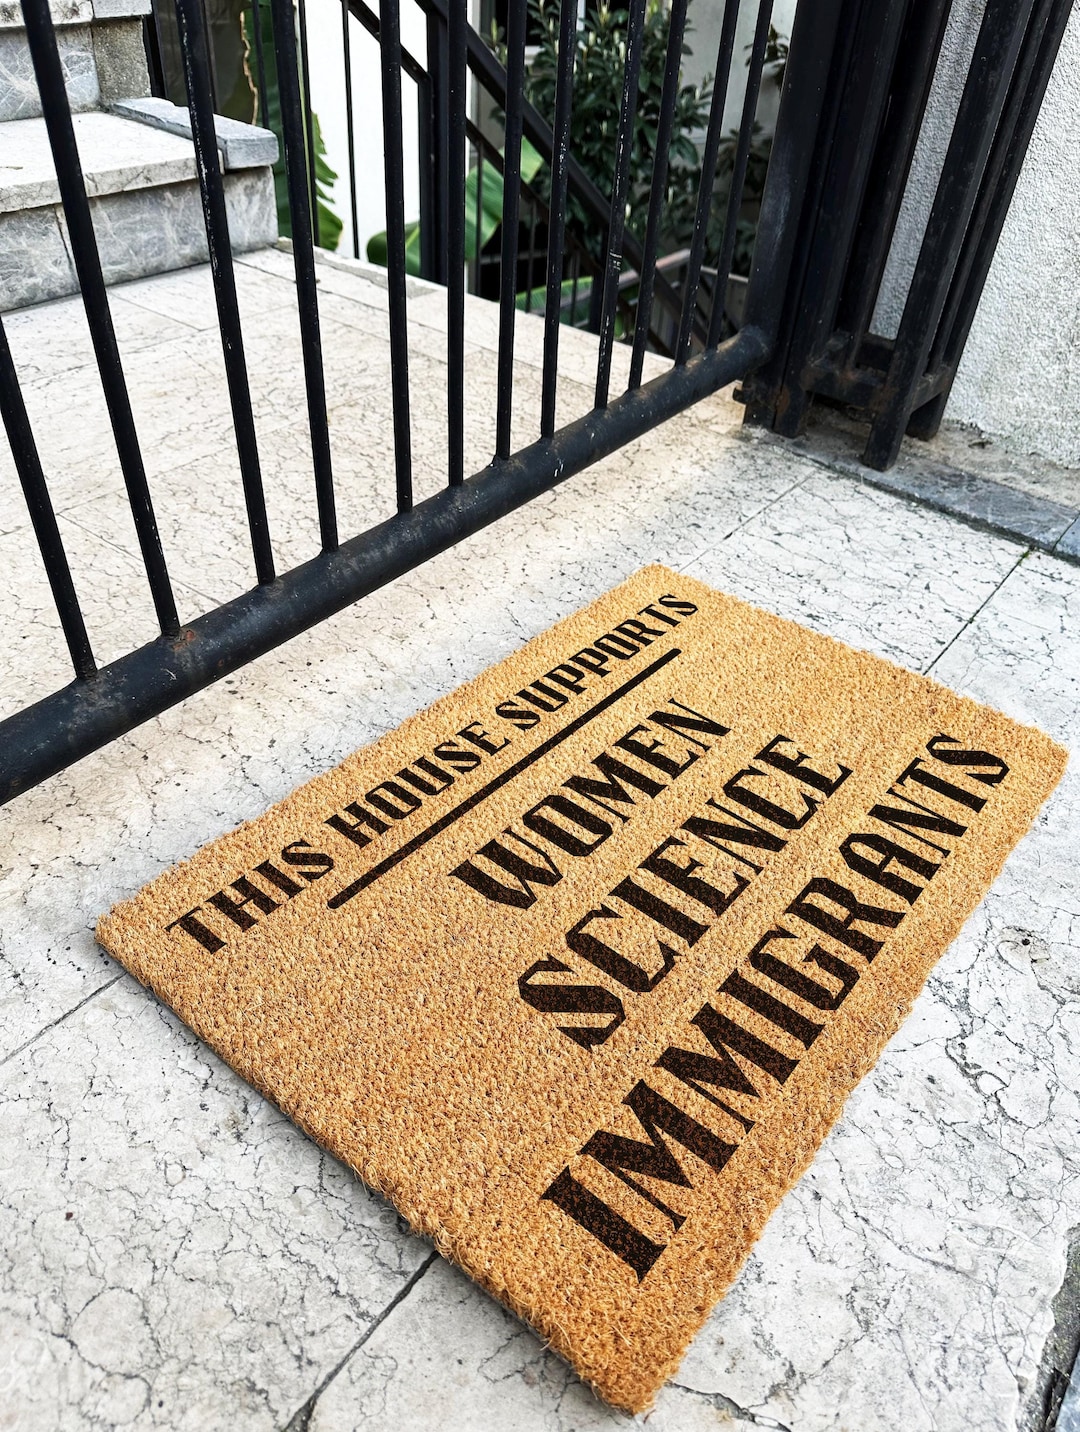 THIS HOUSE SUPPORTS
WOMEN
SCIENCE
IMMIGRANTS